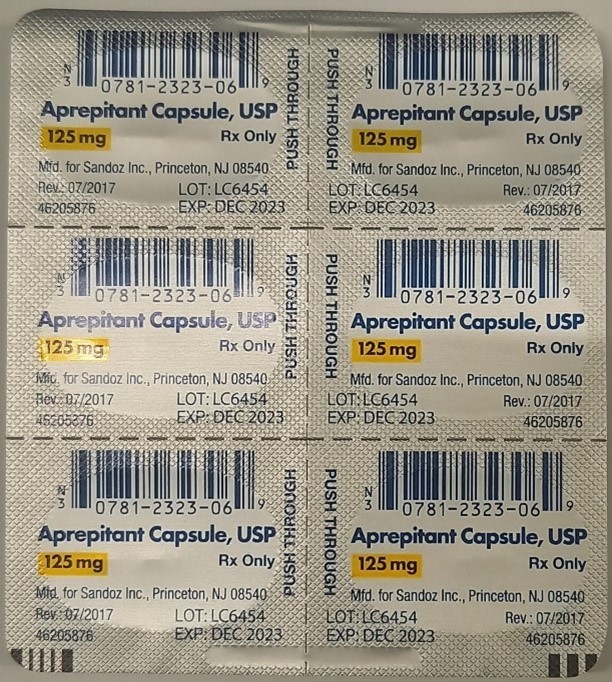 N
3 0781-2323-06 9
Aprepitant Capsule, USP
125 mg Rx Only
Mfd. for Sandoz Inc., Princeton, NJ 08540
Rev.: 07/2017 LOT: LC6454
46205876 EXP: DEC 2023
PUSH THROUGH
PUSH THROUGH
N
3 0781-2323-06 9
Aprepitant Capsule, USP
125 mg Rx Only
Mfd. for Sandoz Inc., Princeton, NJ 08540
LOT: LC6454 Rev.: 07/2017
EXP: DEC 2023 46205876
N
3 0781-2323-06 9
Aprepitant Capsule, USP
125 mg Rx Only
Mfd. for Sandoz Inc., Princeton, NJ 08540
Rev.: 07/2017 LOT: LC6454
46205876 EXP: DEC 2023
PUSH THROUGH
PUSH THROUGH
N
3 0781-2323-06 9
Aprepitant Capsule, USP
125 mg Rx Only
Mfd. for Sandoz Inc., Princeton, NJ 08540
LOT: LC6454 Rev.: 07/2017
EXP: DEC 2023 46205876
N
3 0781-2323-06 9
Aprepitant Capsule, USP
125 mg Rx Only
Mfd. for Sandoz Inc., Princeton, NJ 08540
Rev.: 07/2017 LOT: LC6454
46205876 EXP: DEC 2023
PUSH THROUGH
PUSH THROUGH
N
3 0781-2323-06 9
Aprepitant Capsule, USP
125 mg Rx Only
Mfd. for Sandoz Inc., Princeton, NJ 08540
LOT: LC6454 Rev.: 07/2017
EXP: DEC 2023 46205876